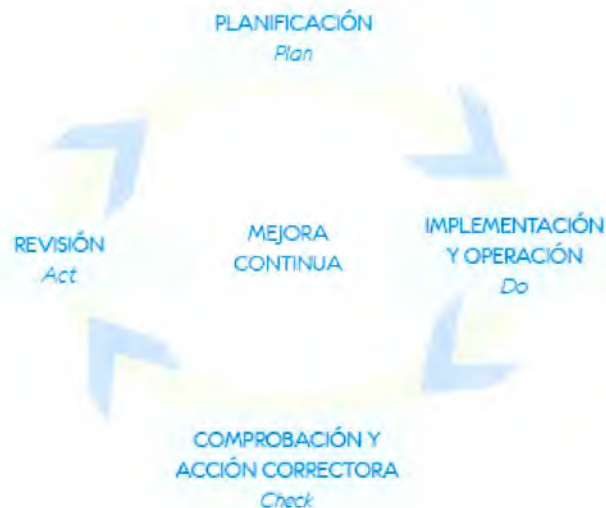 PLANIFICACIÓN
Plan
IMPLEMENTACIÓN
Y OPERACIÓN
Do
COMPROBACIÓN Y
ACCIÓN CORRECTORA
Check
REVISIÓN
Act
MEJORA
CONTINUA